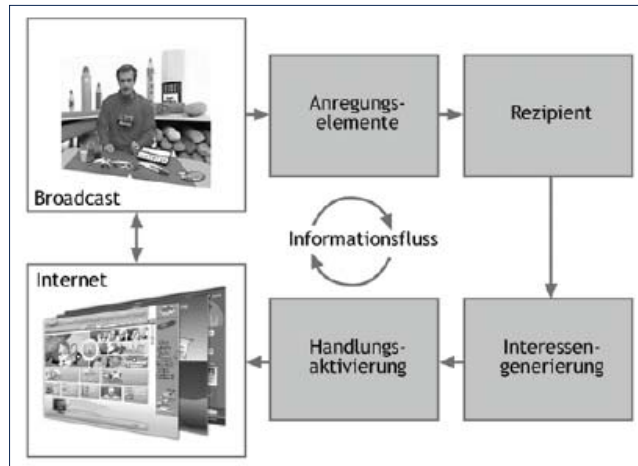 Broadcast
Anregungs-
elemente
Rezipient
Informationsfluss
Internet
Handlungs-
aktivierung
Interessen-
generierung